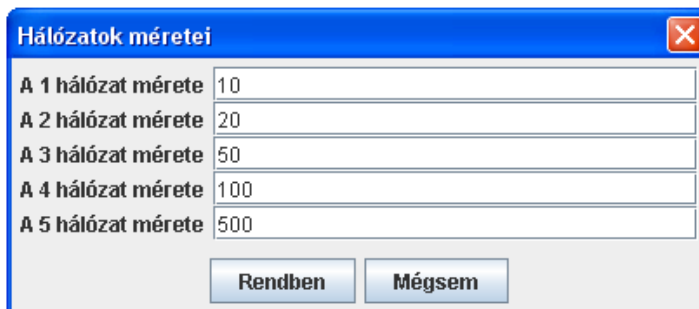 Hálózatok méretei
A 1 hálózat mérete 10
A 2 hálózat mérete 20
A 3 hálózat mérete 50
A 4 hálózat mérete 100
A 5 hálózat mérete 500
Rendben Mégsem